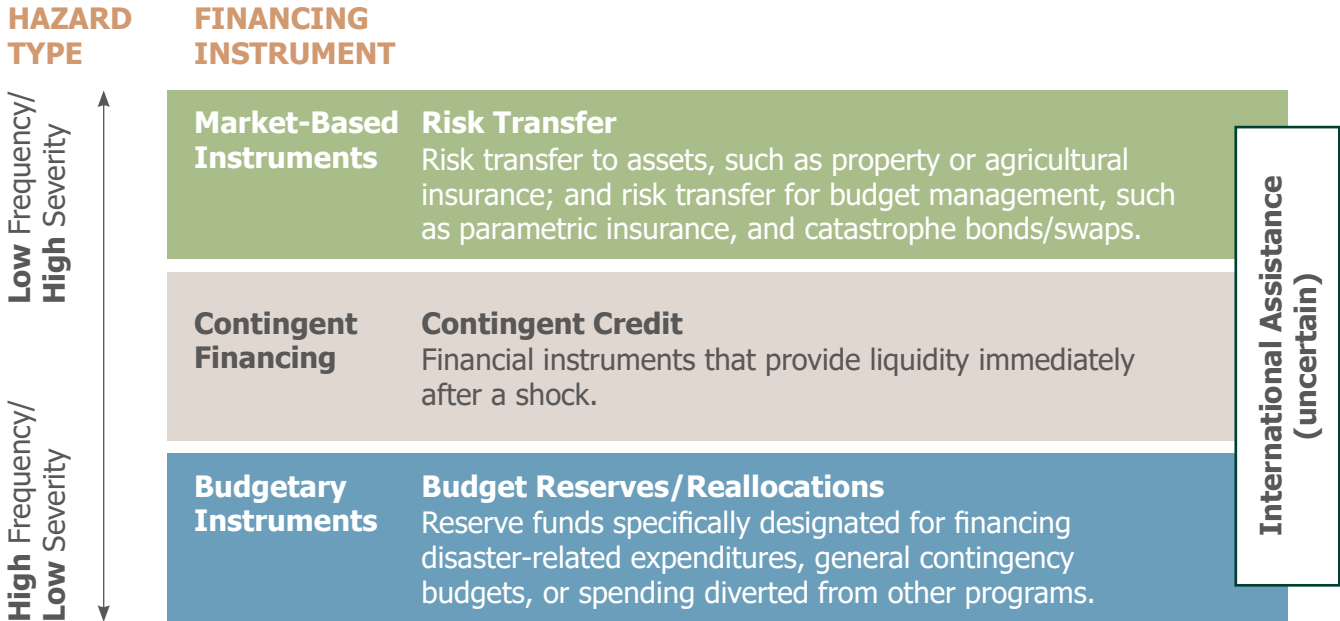 HAZARD
TYPE
FINANCING
INSTRUMENT
Low Frequency/
High Severity
Market-Based
Instruments
Risk Transfer
Risk transfer to assets, such as property or agricultural
insurance; and risk transfer for budget management, such
as parametric insurance, and catastrophe bonds/swaps.
Contingent
Financing
Contingent Credit
Financial instruments that provide liquidity immediately
after a shock.
High Frequency/
Low Severity
Budgetary
Instruments
Budget Reserves/Reallocations
Reserve funds specifically designated for financing
disaster-related expenditures, general contingency
budgets, or spending diverted from other programs.
International Assistance
(uncertain)